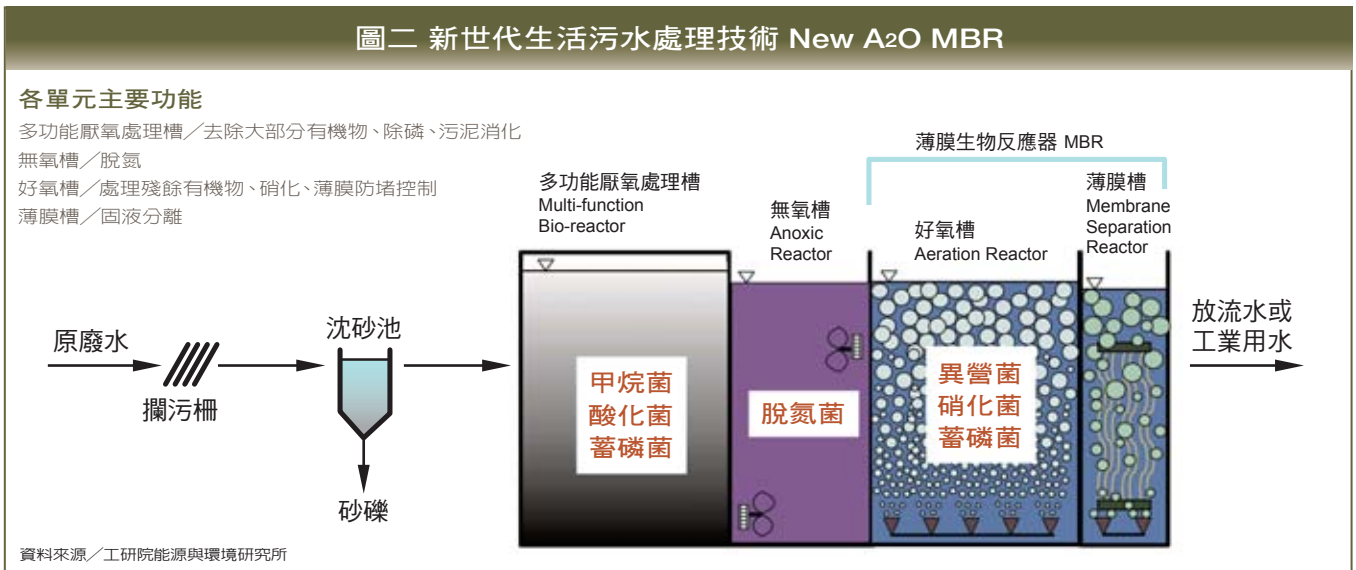 圖二 新世代生活污水處理技術 New A2O MBR
各單元主要功能
多功能厭氧處理槽／去除大部分有機物、除磷、污泥消化
無氧槽／脫氮
好氧槽／處理殘餘有機物、硝化、薄膜防堵控制
薄膜槽／固液分離
薄膜生物反應器 MBR
多功能厭氧處理槽
Multi-function
Bio-reactor
無氧槽
Anoxic
Reactor
好氧槽
Aeration Reactor
薄膜槽
Membrane
Separation
Reactor
原廢水
攔污柵
沈砂池
砂礫
甲烷菌
酸化菌
蓄磷菌
脫氮菌
異營菌
硝化菌
蓄磷菌
放流水或
工業用水
資料來源／工研院能源與環境研究所